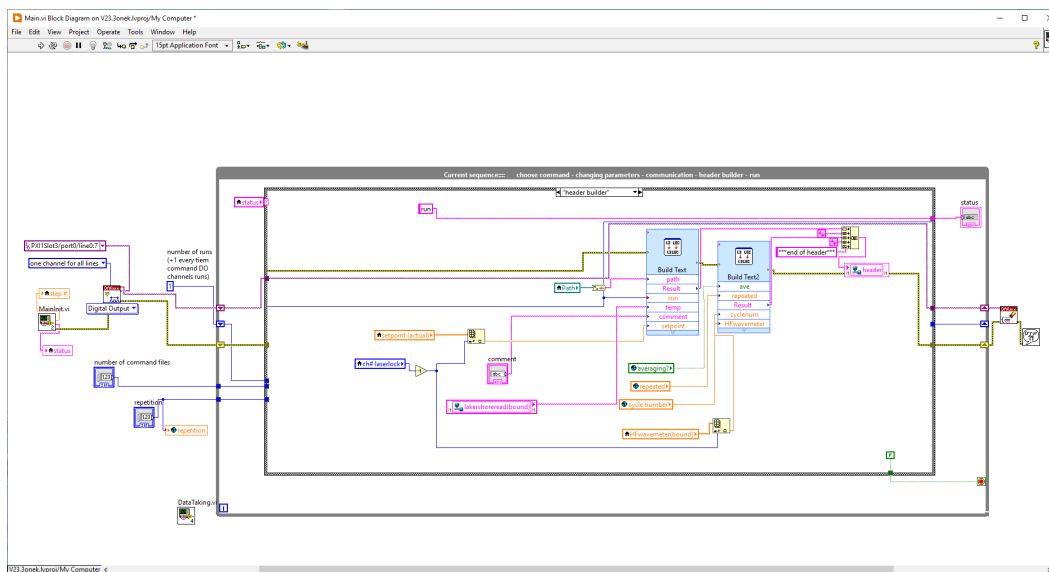 Main.vi Block Diagram on V23.3onek.lvproj/My Computer *
File Edit View Project Operate Tools Window Help
15pt Application Font
Current sequence:::: choose command - changing parameters - communication - header builder - run
"header builder"
status
run
status
abc
PXI1Slot3/port0/line0:7
number of runs
(+1 every tiem
command DO
channels runs)
one channel for all lines
1
step #
MainInit.vi
Digital Output
status
Build Text
path
Result
run
temp
comment
setpoint
Build Text2
ave
repeated
Result
cyclenum
HFwavemeter
***end of header***
header
Path
setpoint (actual)
number of command files
123
ch# laserlock
comment
abc
averaging?
repeated
repetition
123
lakeshoreread(bound)
cycle number
repetition
HFwavemeter(bound)
F
DataTaking.vi
i
V23.3onek.lvproj/My Computer